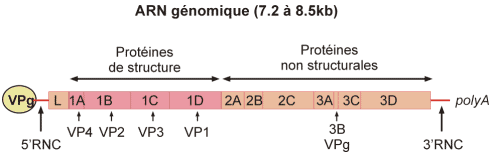 ARN génomique (7.2 à 8.5kb)
Protéines
de structure
Protéines
non structurales
VPg L 1A 1B 1C 1D 2A 2B 2C 3A 3C 3D polyA
VP4 VP2 VP3 VP1 3B
VPg
5'RNC 3'RNC